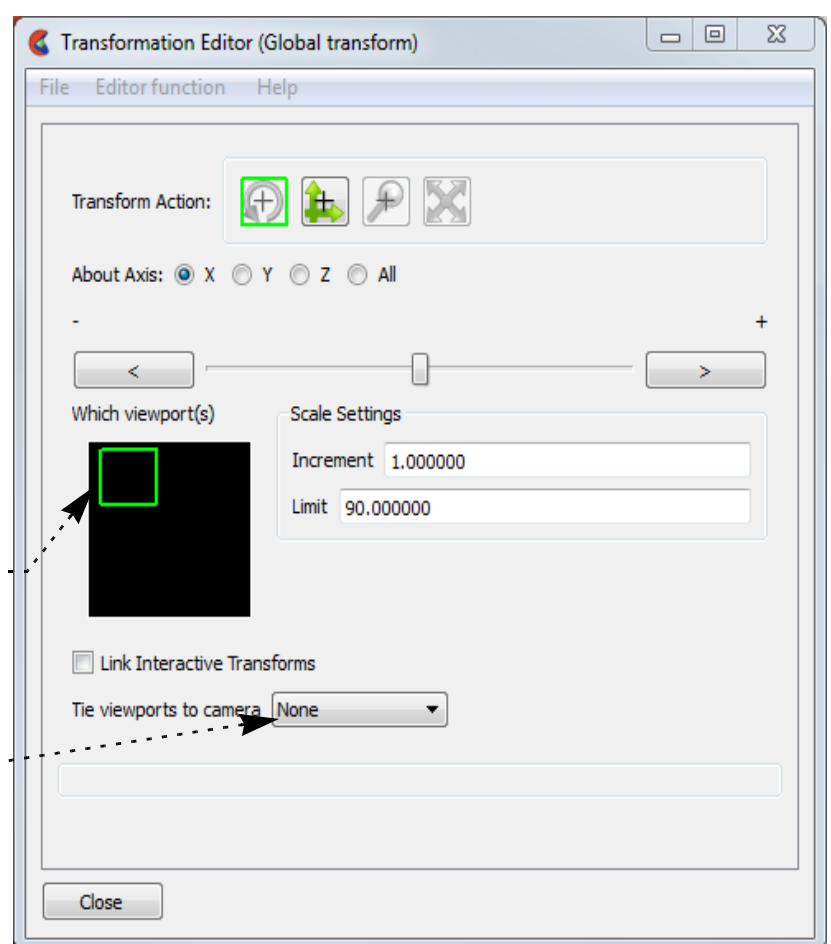 Transformation Editor (Global transform)
File Editor function Help
Transform Action:
About Axis: X Y Z All
- +
< >
Which viewport(s) Scale Settings
Increment 1.000000
Limit 90.000000
Link Interactive Transforms
Tie viewports to camera None
Close